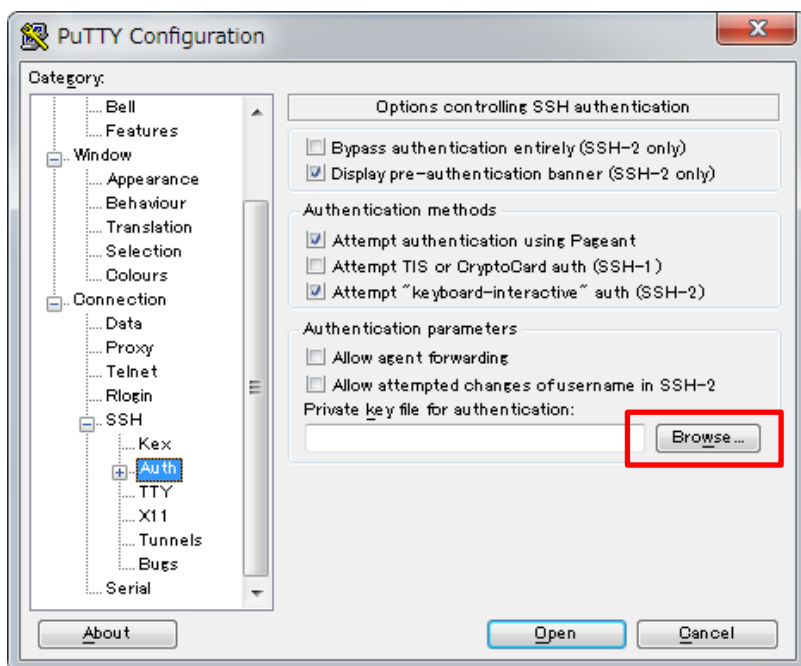 PuTTY Configuration
Category:
Bell
Features
Window
Appearance
Behaviour
Translation
Selection
Colours
Connection
Data
Proxy
Telnet
Rlogin
SSH
Kex
Auth
TTY
X11
Tunnels
Bugs
Serial
Options controlling SSH authentication
Bypass authentication entirely (SSH-2 only)
Display pre-authentication banner (SSH-2 only)
Authentication methods
Attempt authentication using Pageant
Attempt TIS or CryptoCard auth (SSH-1)
Attempt "keyboard-interactive" auth (SSH-2)
Authentication parameters
Allow agent forwarding
Allow attempted changes of username in SSH-2
Private key file for authentication:
Browse...
About
Open
Cancel